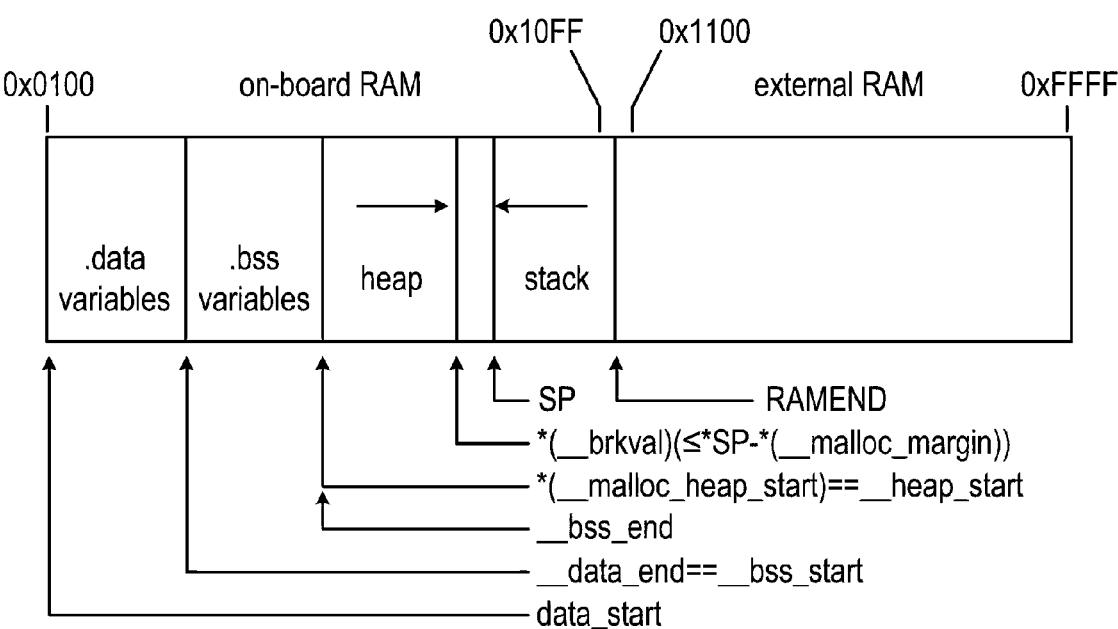 0x10FF 0x1100
0x0100 on-board RAM external RAM 0xFFFF
.data
variables
.bss
variables
heap
stack
SP
RAMEND
*(__brkval)(≤*SP-*(__malloc_margin))
*(__malloc_heap_start)==__heap_start
__bss_end
__data_end==__bss_start
data_start